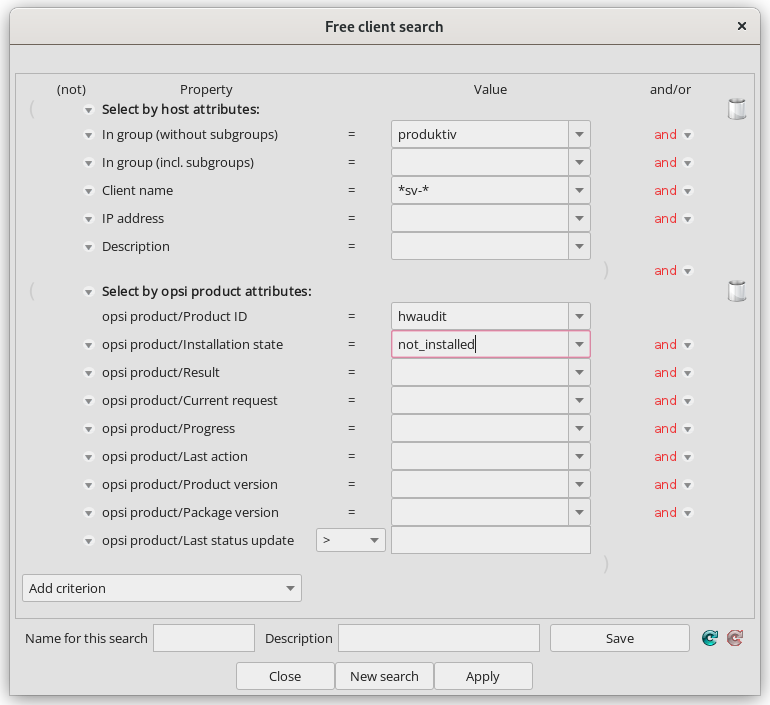 Free client search ×
(not) Property Value and/or
( Select by host attributes:
In group (without subgroups) = produktiv and
In group (incl. subgroups) = and
Client name = *sv-* and
IP address = and
Description =
) and
( Select by opsi product attributes:
opsi product/Product ID = hwaudit
opsi product/Installation state = not_installed and
opsi product/Result = and
opsi product/Current request = and
opsi product/Progress = and
opsi product/Last action = and
opsi product/Product version = and
opsi product/Package version = and
opsi product/Last status update >
)
Add criterion
Name for this search Description Save
Close New search Apply